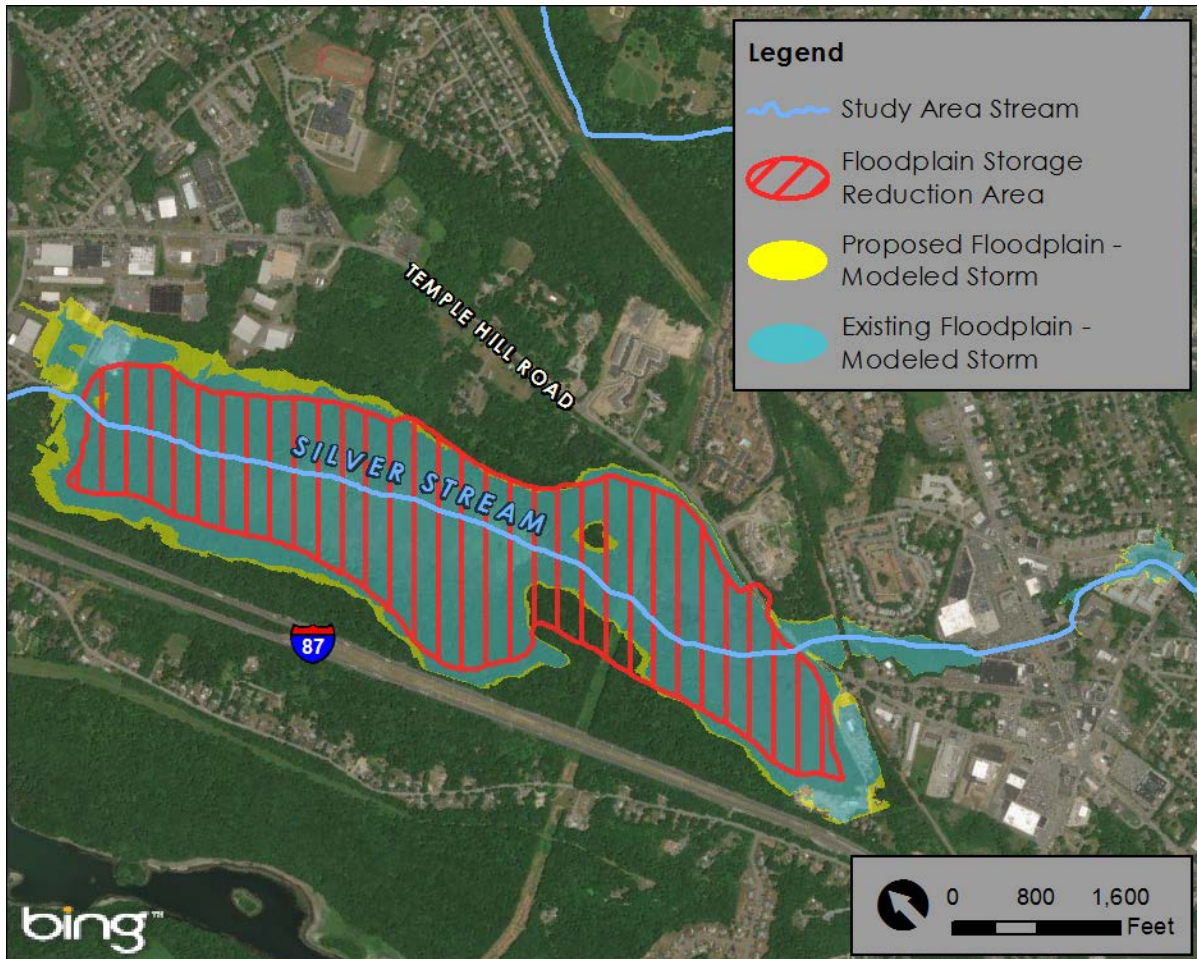 Legend
Study Area Stream
Floodplain Storage
Reduction Area
Proposed Floodplain -
Modeled Storm
Existing Floodplain -
Modeled Storm
TEMPLE HILL ROAD
SILVER STREAM
87
0 800 1,600
Feet
bing™